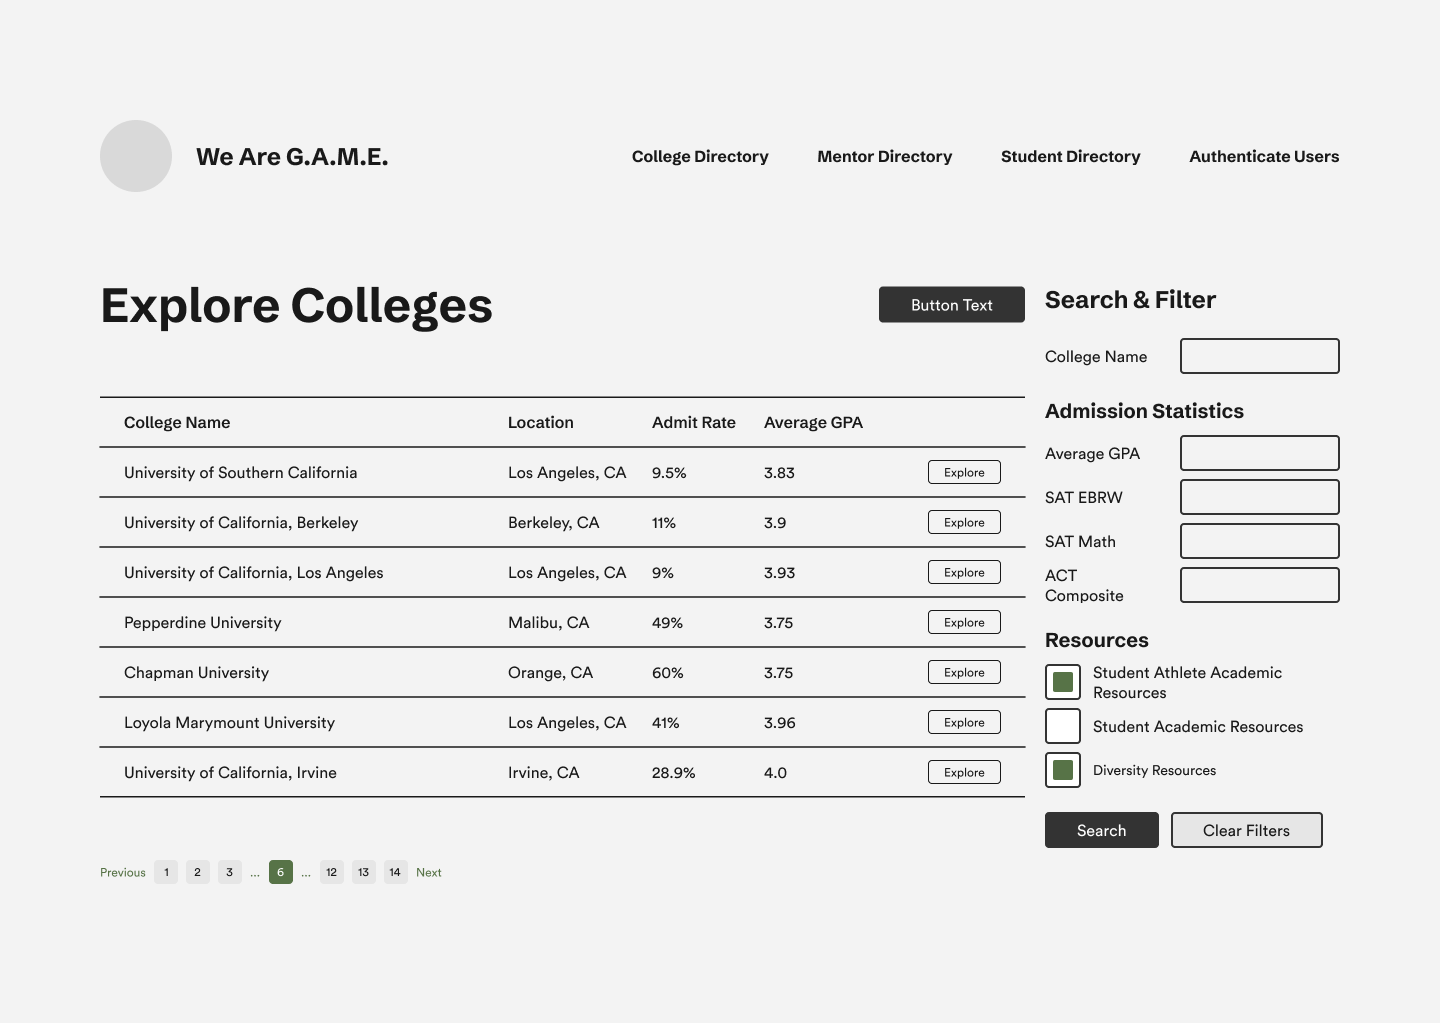 We Are G.A.M.E.
College Directory Mentor Directory Student Directory Authenticate Users
Explore Colleges
Button Text
College Name Location Admit Rate Average GPA
University of Southern California Los Angeles, CA 9.5% 3.83 Explore
University of California, Berkeley Berkeley, CA 11% 3.9 Explore
University of California, Los Angeles Los Angeles, CA 9% 3.93 Explore
Pepperdine University Malibu, CA 49% 3.75 Explore
Chapman University Orange, CA 60% 3.75 Explore
Loyola Marymount University Los Angeles, CA 41% 3.96 Explore
University of California, Irvine Irvine, CA 28.9% 4.0 Explore
Previous 1 2 3 ... 6 ... 12 13 14 Next
Search & Filter
College Name
Admission Statistics
Average GPA
SAT EBRW
SAT Math
ACT
Composite
Resources
Student Athlete Academic
Resources
Student Academic Resources
Diversity Resources
Search Clear Filters